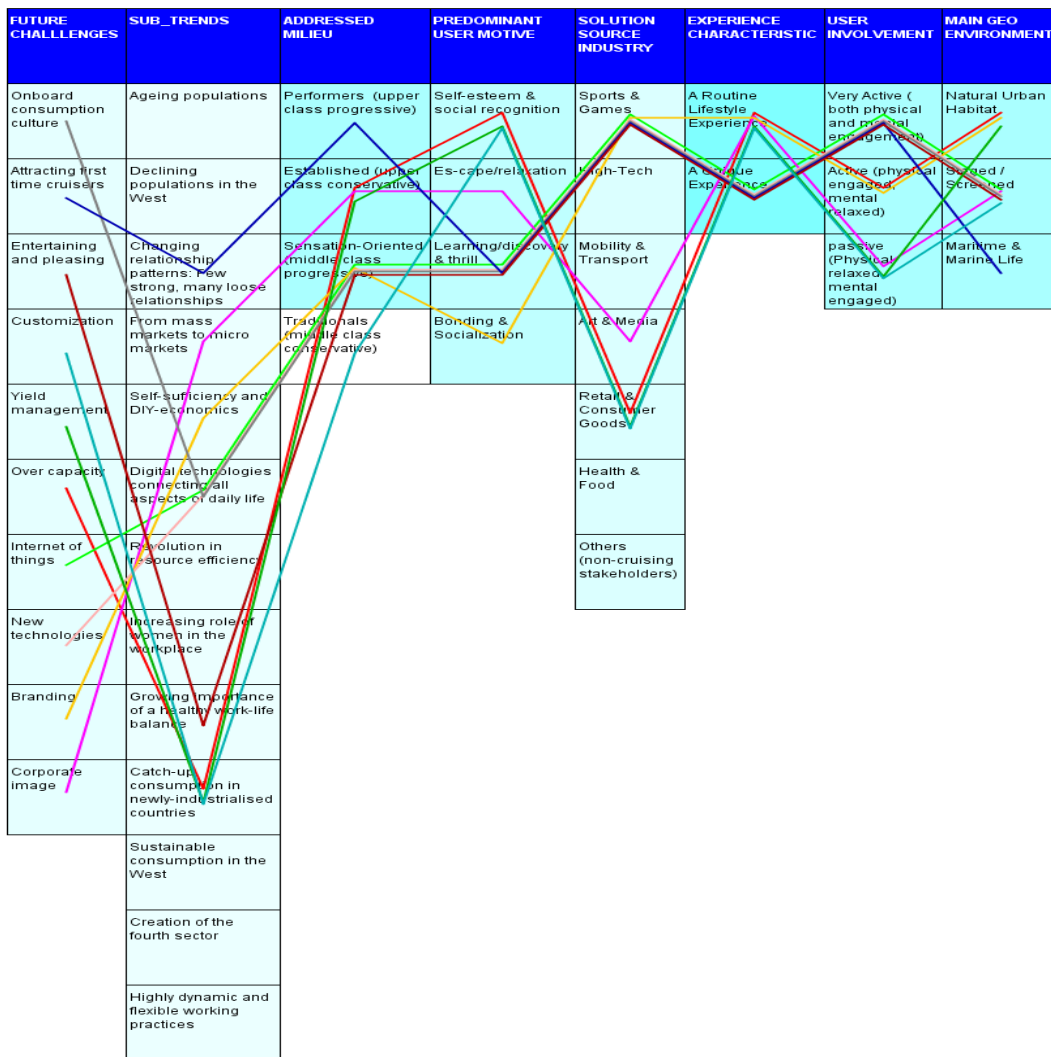 FUTURE
CHALLLENGES
SUB_TRENDS
ADDRESSED
MILIEU
PREDOMINANT
USER MOTIVE
SOLUTION
SOURCE
INDUSTRY
EXPERIENCE
CHARACTERISTIC
USER
INVOLVEMENT
MAIN GEO
ENVIRONMENT
Onboard
consumption
culture
Ageing populations
Performers (upper
class progressive)
Self-esteem &
social recognition
Sports &
Games
A Routine
Lifestyle
Experience
Very Active (
both physical
and mental
engagement)
Natural Urban
Habitat
Attracting first
time cruisers
Declining
populations in the
West
Established (upper
class conservative)
Es-cape/relaxation
High-Tech
A Unique
Experience
Active (physical
engaged,
mental
relaxed)
Staged /
Screened
Entertaining
and pleasing
Changing
relationship
patterns: Few
strong, many loose
relationships
Sensation-Oriented
(middle class
progressive)
Learning/discovery
& thrill
Mobility &
Transport
passive
(Physical
relaxed,
mental
engaged)
Maritime &
Marine Life
Customization
From mass
markets to micro
markets
Traditionals
(middle class
conservative)
Bonding &
Socialization
Art & Media
Yield
management
Self-sufficiency and
DIY-economics
Retail &
Consumer
Goods
Over capacity
Digital technologies
connecting all
aspects of daily life
Health &
Food
Internet of
things
Revolution in
resource efficiency
Others
(non-cruising
stakeholders)
New
technologies
Increasing role of
women in the
workplace
Branding
Growing importance
of a healthy work-life
balance
Corporate
image
Catch-up
consumption in
newly-industrialised
countries
Sustainable
consumption in the
West
Creation of the
fourth sector
Highly dynamic and
flexible working
practices